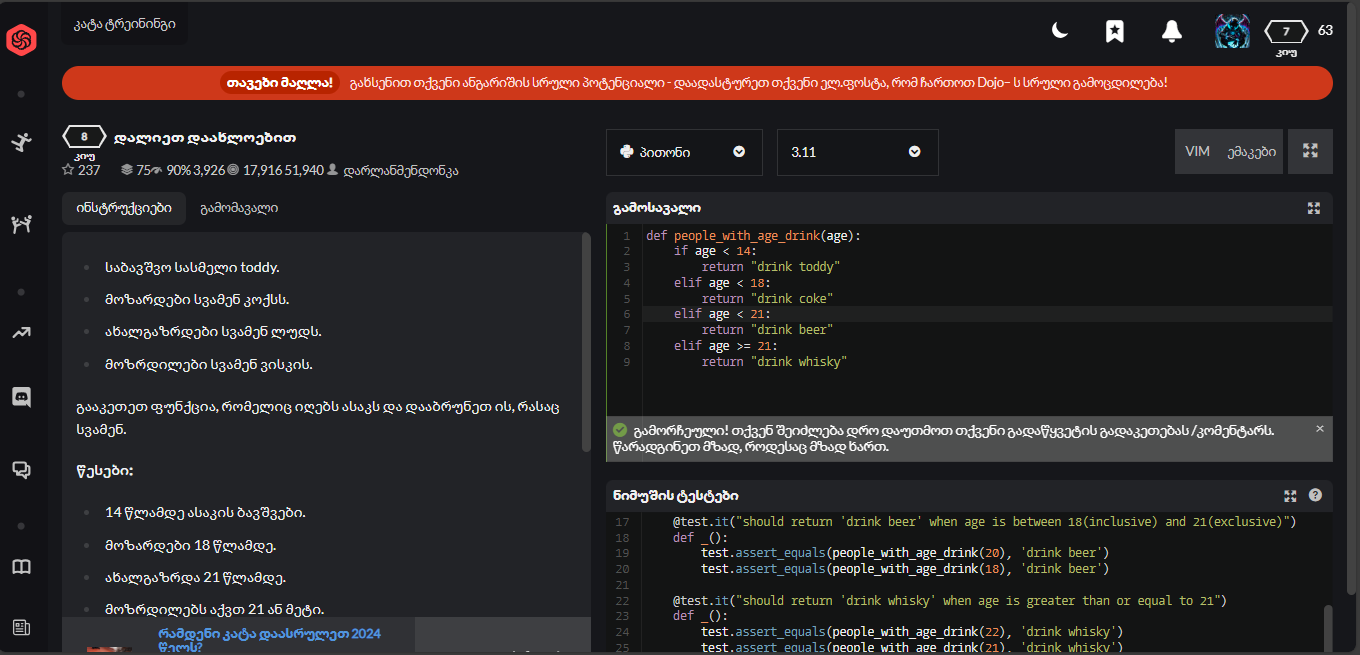 კატა ტრეინინგი
7
კიუ
63
თავები მაღლა! გახსენით თქვენი ანგარიშის სრული პოტენციალი - დაადასტურეთ თქვენი ელ.ფოსტა, რომ ჩართოთ Dojo- ს სრული გამოცდილება!
8
კიუ
დალიეთ დაახლოებით
237 75 90% 3,926 17,916 51,940 დარლანმენდონკა
ინსტრუქციები გამომავალი
საბავშვო სასმელი toddy.
მოზარდები სვამენ კოქსს.
ახალგაზრდები სვამენ ლუდს.
მოზრდილები სვამენ ვისკის.
გააკეთეთ ფუნქცია, რომელიც იღებს ასაკს და დააბრუნეთ ის, რასაც
სვამენ.
წესები:
14 წლამდე ასაკის ბავშვები.
მოზარდები 18 წლამდე.
ახალგაზრდა 21 წლამდე.
მოზრდილებს აქვთ 21 ან მეტი.
რამდენი კატა დაასრულეთ 2024
წელს?
პითონი 3.11 VIM ემაკები
გამოსავალი
1 def people_with_age_drink(age):
2 if age < 14:
3 return "drink toddy"
4 elif age < 18:
5 return "drink coke"
6 elif age < 21:
7 return "drink beer"
8 elif age >= 21:
9 return "drink whisky"
გამორჩეული! თქვენ შეიძლება დრო დაუთმოთ თქვენი გადაწყვეტის გადაკეთებას /კომენტარს.
წარადგინეთ მზად, როდესაც მზად ხართ.
ნიმუშის ტესტები
17 @test.it("should return 'drink beer' when age is between 18(inclusive) and 21(exclusive)")
18 def _():
19 test.assert_equals(people_with_age_drink(20), 'drink beer')
20 test.assert_equals(people_with_age_drink(18), 'drink beer')
21
22 @test.it("should return 'drink whisky' when age is greater than or equal to 21")
23 def _():
24 test.assert_equals(people_with_age_drink(22), 'drink whisky')
25 test.assert_equals(people_with_age_drink(21), 'drink whisky')